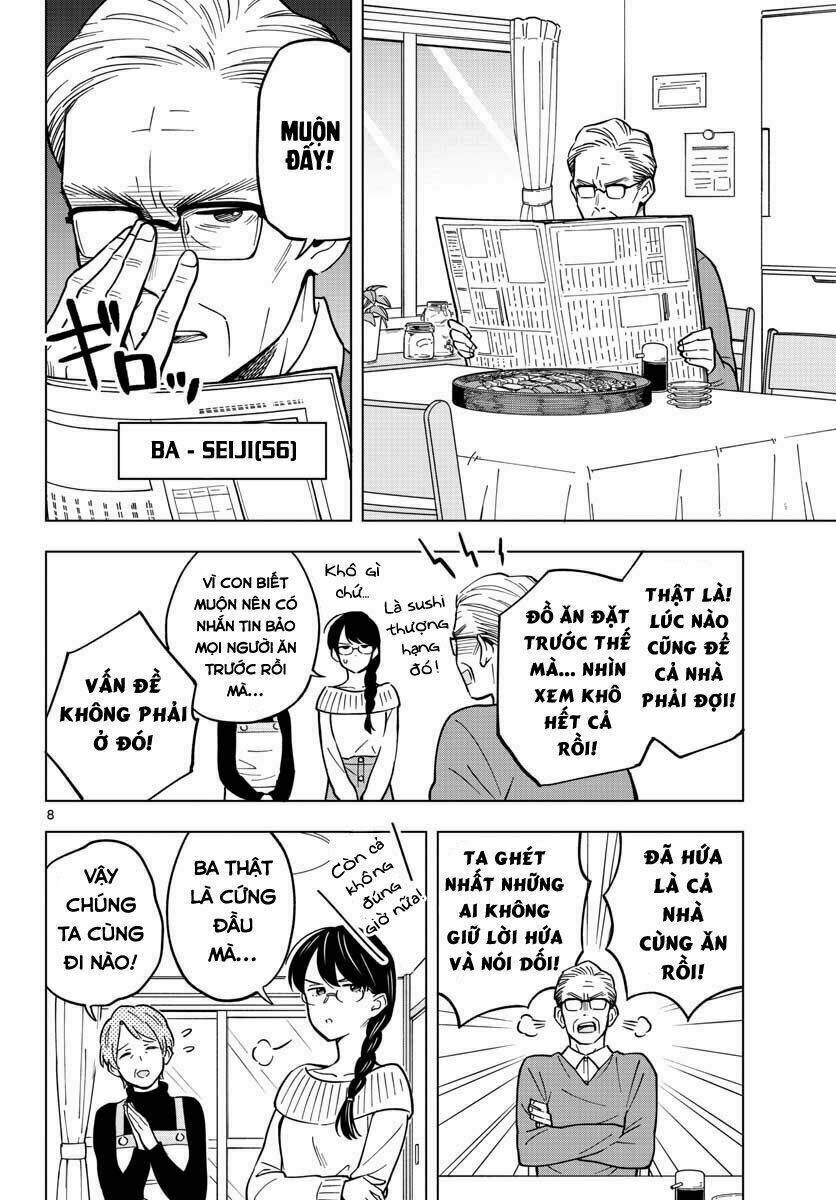 MUỘN
ĐẤY!
ギロッ
BA - SEIJI(56)
THẬT LÀ!
LÚC NÀO
CŨNG ĐỂ
CẢ NHÀ
PHẢI ĐỢI!
ĐỒ ĂN ĐẶT
TRƯỚC THẾ
MÀ... NHÌN
XEM KHÔ
HẾT CẢ
RỒI!
Là sushi
thượng
hạng
đó!
Khô gì
chứ...
VÌ CON BIẾT
MUỘN NÊN CÓ
NHẮN TIN BẢO
MỌI NGƯỜI ĂN
TRƯỚC RỒI
MÀ...
VẤN ĐỀ
KHÔNG PHẢI
Ở ĐÓ!
8
ĐÃ HỨA
LÀ CẢ
NHÀ
CÙNG ĂN
RỒI!
TA GHÉT
NHẤT NHỮNG
AI KHÔNG
GIỮ LỜI HỨA
VÀ NÓI DỐI!
Còn cả
không
đúng
giờ nữa!
BA THẬT
LÀ CỨNG
ĐẦU
MÀ...
VẬY
CHÚNG
TA CÙNG
ĐI NÀO!